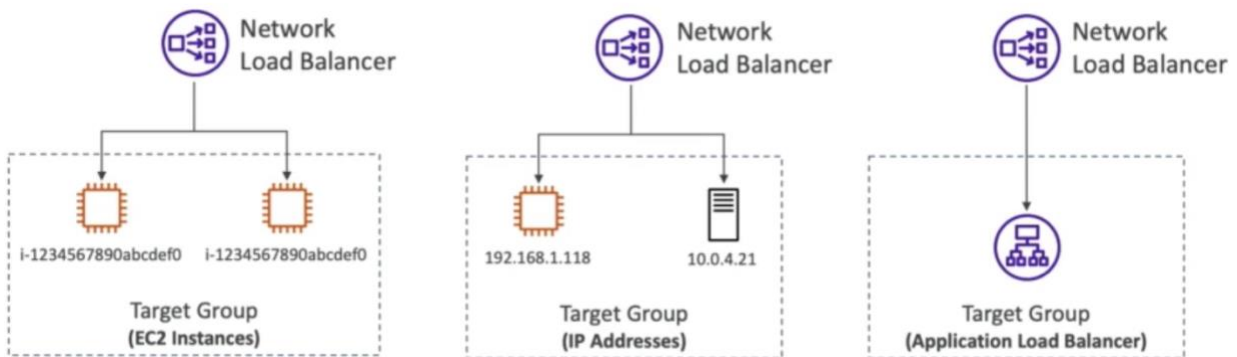 Network
Load Balancer
i-1234567890abcdef0
i-1234567890abcdef0
Target Group
(EC2 Instances)
Network
Load Balancer
192.168.1.118
10.0.4.21
Target Group
(IP Addresses)
Network
Load Balancer
Target Group
(Application Load Balancer)